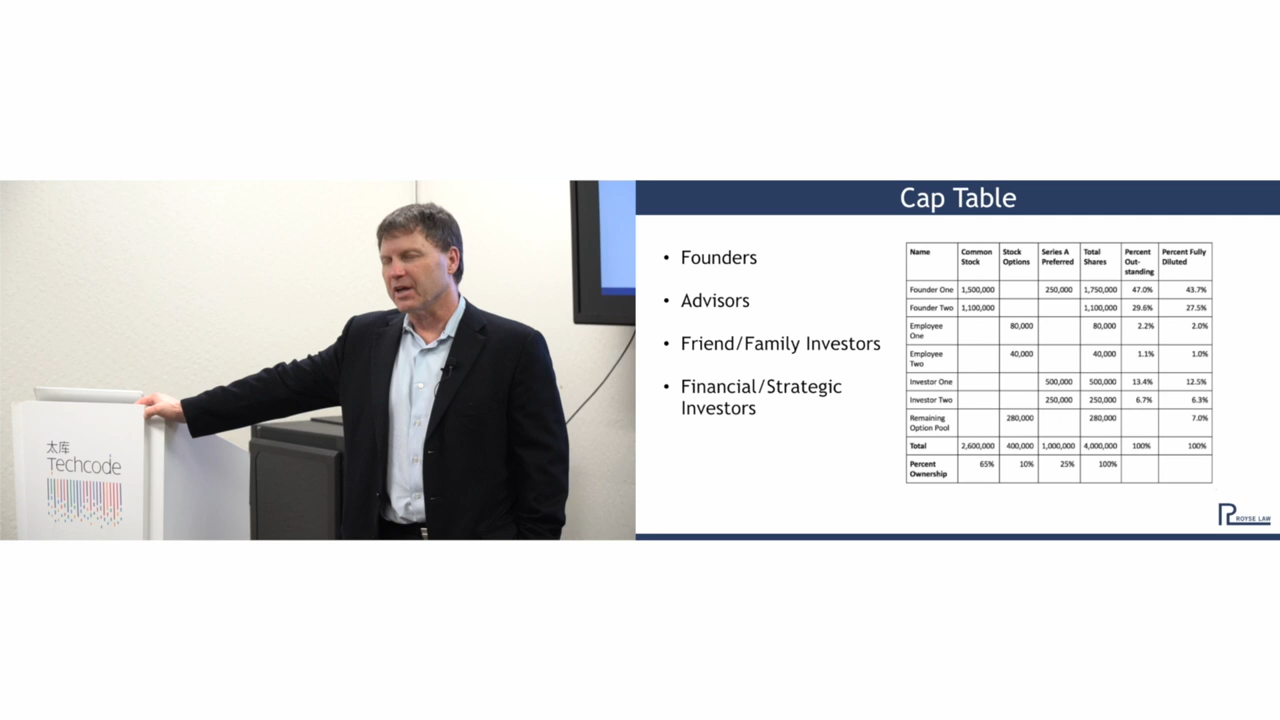 太库
Techcode
Cap Table
• Founders
• Advisors
• Friend/Family Investors
• Financial/Strategic
Investors
Name Common Stock Stock Options Series A Preferred Total Shares Percent Out-standing Percent Fully Diluted
Founder One 1,500,000 250,000 1,750,000 47.0% 43.7%
Founder Two 1,100,000 1,100,000 29.6% 27.5%
Employee One 80,000 80,000 2.2% 2.0%
Employee Two 40,000 40,000 1.1% 1.0%
Investor One 500,000 500,000 13.4% 12.5%
Investor Two 250,000 250,000 6.7% 6.3%
Remaining Option Pool 280,000 280,000 7.0%
Total 2,600,000 400,000 1,000,000 4,000,000 100% 100%
Percent Ownership 65% 10% 25% 100%
ROYSE LAW